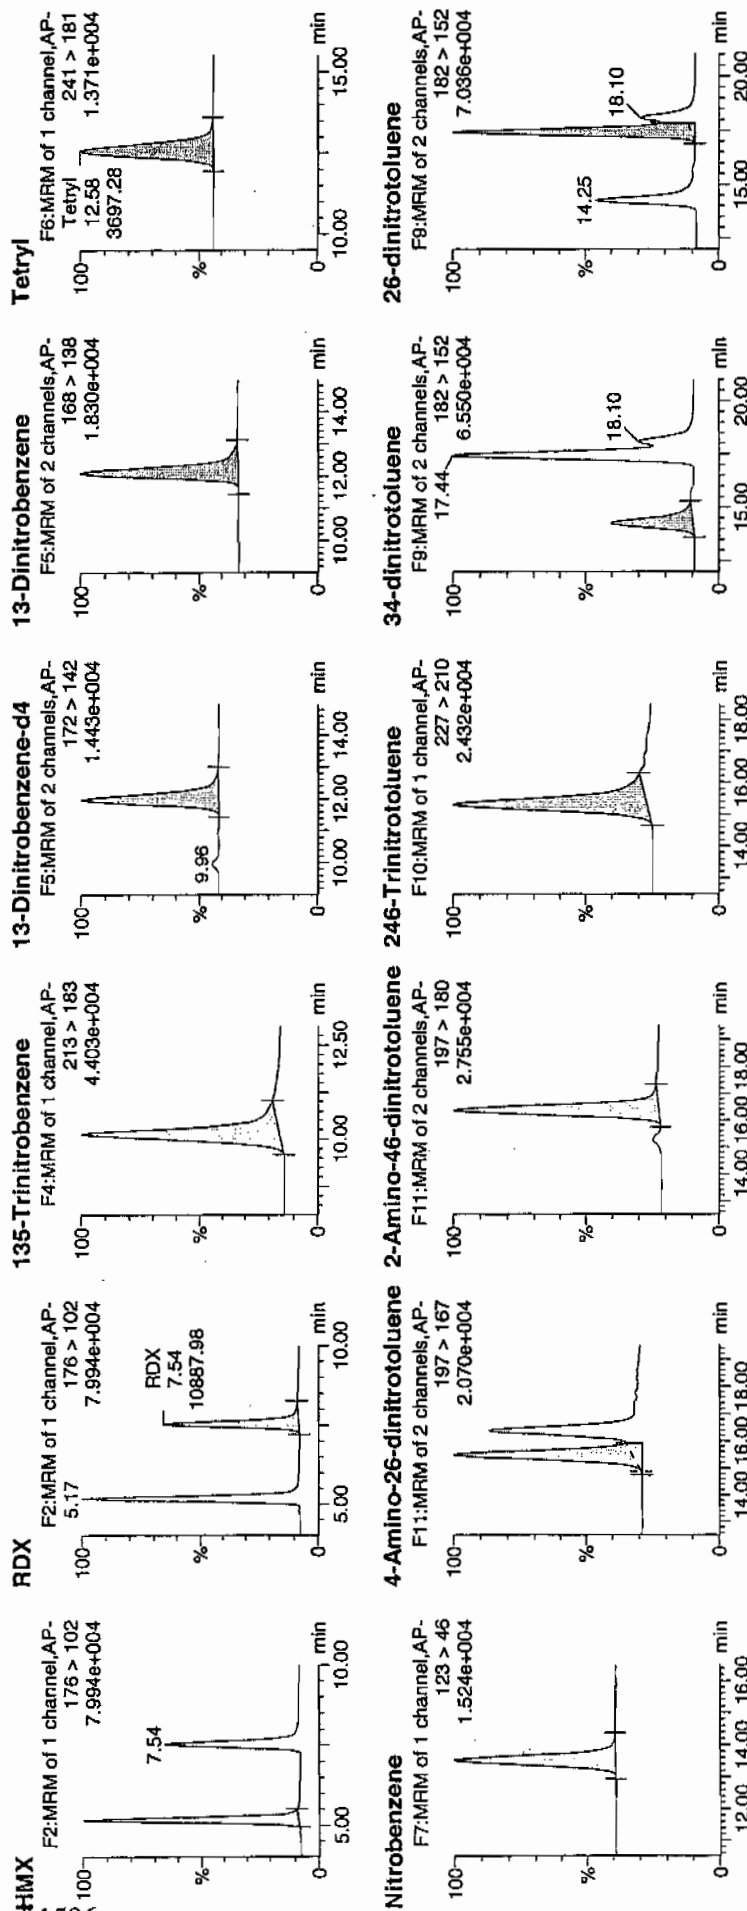 HMX
F2:MRM of 1 channel,AP-
176 > 102
7.994e+004
100
%
0
7.54
5.00
10.00
min
RDX
F2:MRM of 1 channel,AP-
176 > 102
7.994e+004
100
%
0
5.17
RDX
7.54
10887.98
5.00
10.00
min
135-Trinitrobenzene
F4:MRM of 1 channel,AP-
213 > 183
4.403e+004
100
%
0
10.00
12.50
min
13-Dinitrobenzene-d4
F5:MRM of 2 channels,AP-
172 > 142
1.443e+004
100
%
0
9.96
10.00
12.00
14.00
min
13-Dinitrobenzene
F5:MRM of 2 channels,AP-
168 > 138
1.830e+004
100
%
0
10.00
12.00
14.00
min
Tetryl
F6:MRM of 1 channel,AP-
241 > 181
1.371e+004
100
%
0
Tetryl
12.58
3697.28
10.00
15.00
min
Nitrobenzene
F7:MRM of 1 channel,AP-
123 > 46
1.524e+004
100
%
0
12.00
14.00
16.00
min
4-Amino-26-dinitrotoluene
F11:MRM of 2 channels,AP-
197 > 167
2.070e+004
100
%
0
14.00
16.00
18.00
min
2-Amino-46-dinitrotoluene
F11:MRM of 2 channels,AP-
197 > 180
2.755e+004
100
%
0
14.00
16.00
18.00
min
246-Trinitrotoluene
F10:MRM of 1 channel,AP-
227 > 210
2.432e+004
100
%
0
14.00
16.00
18.00
min
34-dinitrotoluene
F9:MRM of 2 channels,AP-
182 > 152
6.550e+004
100
%
0
17.44
18.10
15.00
20.00
min
26-dinitrotoluene
F9:MRM of 2 channels,AP-
182 > 152
7.036e+004
100
%
0
14.25
18.10
15.00
20.00
min